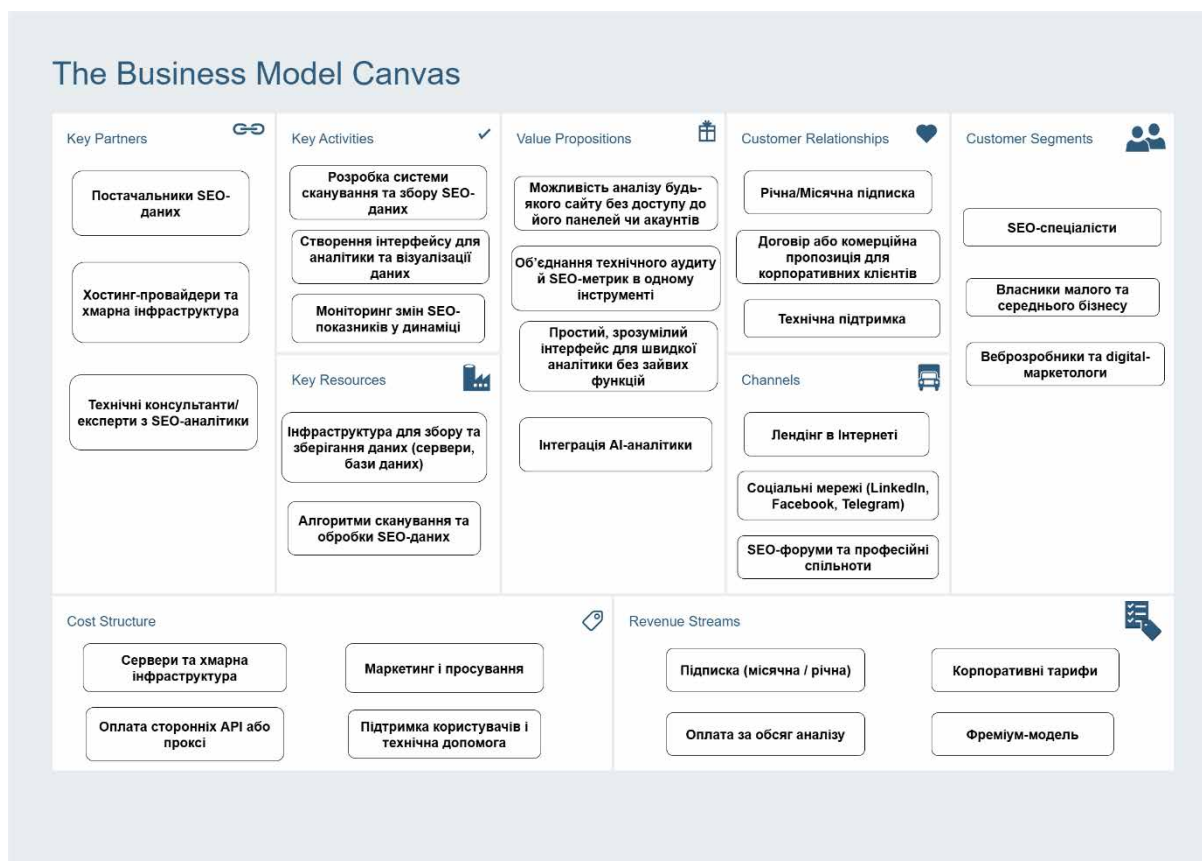 The Business Model Canvas
Key Partners
Постачальники SEO-
даних
Хостинг-провайдери та
хмарна інфраструктура
Технічні консультанти/
експерти з SEO-аналітики
Key Activities
Розробка системи
сканування та збору SEO-
даних
Створення інтерфейсу для
аналітики та візуалізації
даних
Моніторинг змін SEO-
показників у динаміці
Key Resources
Інфраструктура для збору та
зберігання даних (сервери,
бази даних)
Алгоритми сканування та
обробки SEO-даних
Value Propositions
Можливість аналізу будь-
якого сайту без доступу до
його панелей чи акаунтів
Об’єднання технічного аудиту
й SEO-метрик в одному
інструменті
Простий, зрозумілий
інтерфейс для швидкої
аналітики без зайвих
функцій
Інтеграція AI-аналітики
Customer Relationships
Річна/Місячна підписка
Договір або комерційна
пропозиція для
корпоративних клієнтів
Технічна підтримка
Channels
Лендінг в Інтернеті
Соціальні мережі (LinkedIn,
Facebook, Telegram)
SEO-форуми та професійні
спільноти
Customer Segments
SEO-спеціалісти
Власники малого та
середнього бізнесу
Веброзробники та digital-
маркетологи
Cost Structure
Сервери та хмарна
інфраструктура
Маркетинг і просування
Оплата сторонніх API або
проксі
Підтримка користувачів і
технічна допомога
Revenue Streams
Підписка (місячна / річна)
Корпоративні тарифи
Оплата за обсяг аналізу
Фреміум-модель